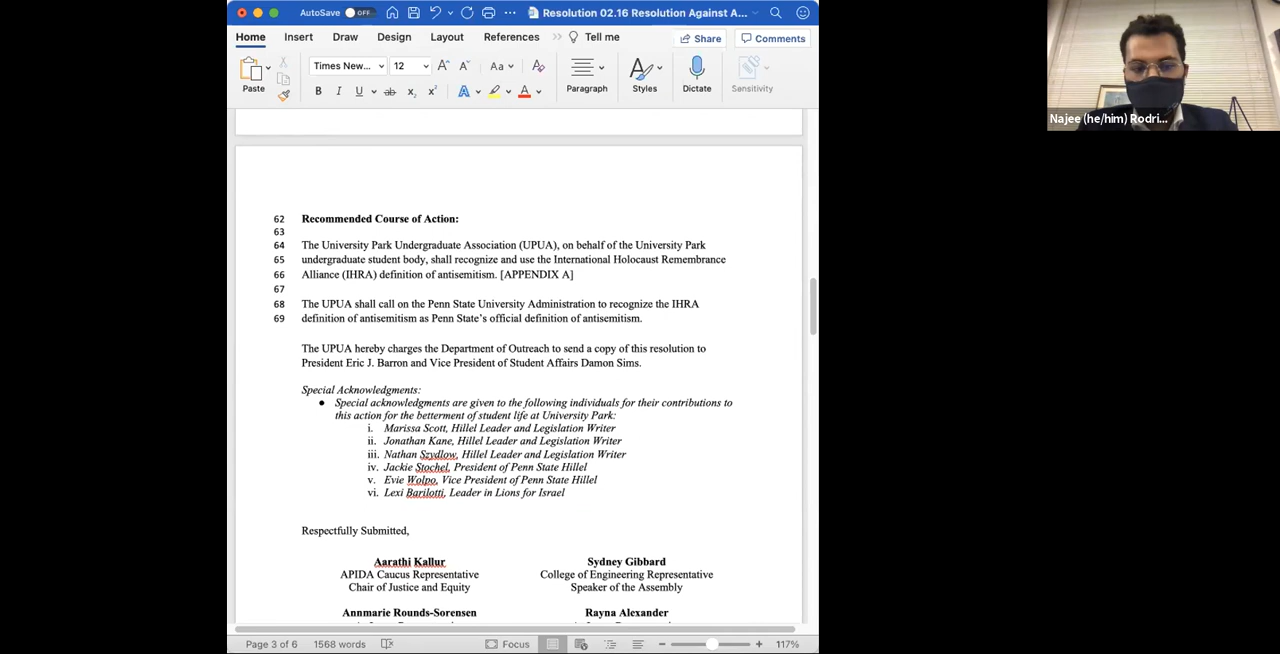 AutoSave OFF ... Resolution 02.16 Resolution Against A...
Home Insert Draw Design Layout References >> Tell me Share Comments
Times New... 12 Aa
Paste B I U ab x₂ x² A A Paragraph Styles Dictate Sensitivity
62 Recommended Course of Action:
63
64 The University Park Undergraduate Association (UPUA), on behalf of the University Park
65 undergraduate student body, shall recognize and use the International Holocaust Remembrance
66 Alliance (IHRA) definition of antisemitism. [APPENDIX A]
67
68 The UPUA shall call on the Penn State University Administration to recognize the IHRA
69 definition of antisemitism as Penn State's official definition of antisemitism.
The UPUA hereby charges the Department of Outreach to send a copy of this resolution to
President Eric J. Barron and Vice President of Student Affairs Damon Sims.
Special Acknowledgments:
● Special acknowledgments are given to the following individuals for their contributions to
this action for the betterment of student life at University Park:
i. Marissa Scott, Hillel Leader and Legislation Writer
ii. Jonathan Kane, Hillel Leader and Legislation Writer
iii. Nathan Szydlow, Hillel Leader and Legislation Writer
iv. Jackie Stochel, President of Penn State Hillel
v. Evie Wolpo, Vice President of Penn State Hillel
vi. Lexi Barilotti, Leader in Lions for Israel
Respectfully Submitted,
Aarathi Kallur Sydney Gibbard
APIDA Caucus Representative College of Engineering Representative
Chair of Justice and Equity Speaker of the Assembly
Annmarie Rounds-Sorensen Rayna Alexander
Page 3 of 6 1568 words Focus 117%
Najee (he/him) Rodri...